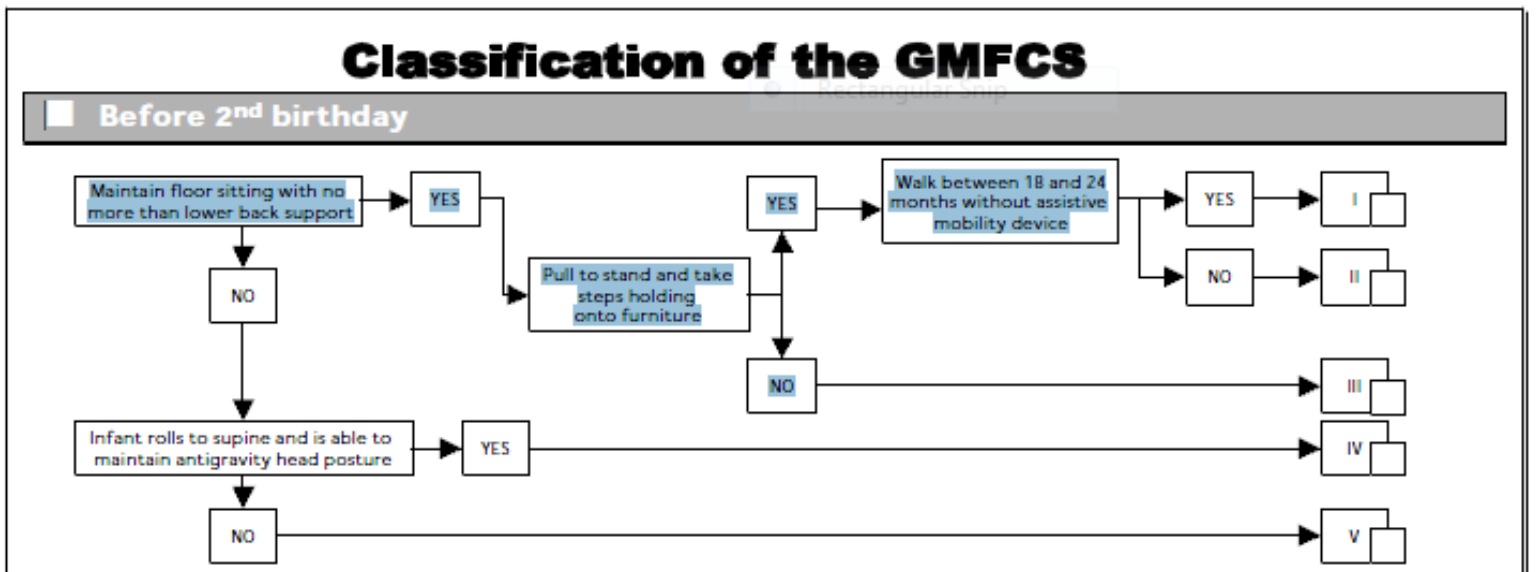 Classification of the GMFCS
Rectangular Snip
Before 2nd birthday
Maintain floor sitting with no
more than lower back support
YES
YES
Walk between 18 and 24
months without assistive
mobility device
YES
I
NO
Pull to stand and take
steps holding
onto furniture
NO
II
NO
III
Infant rolls to supine and is able to
maintain antigravity head posture
YES
IV
NO
V